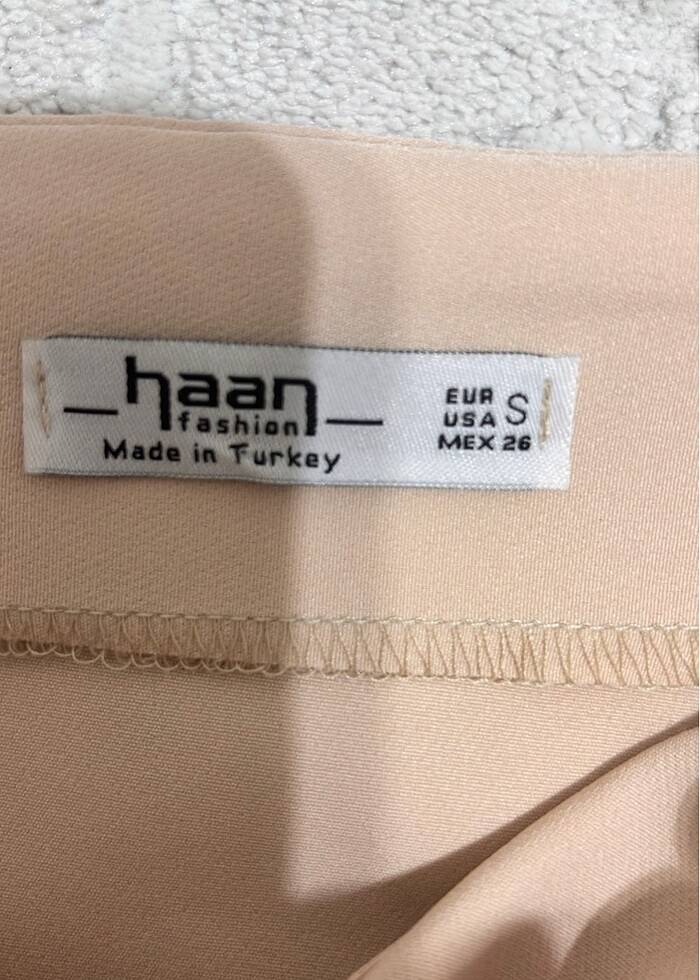 haan
fashion
Made in Turkey
EUR
USA S
MEX 26